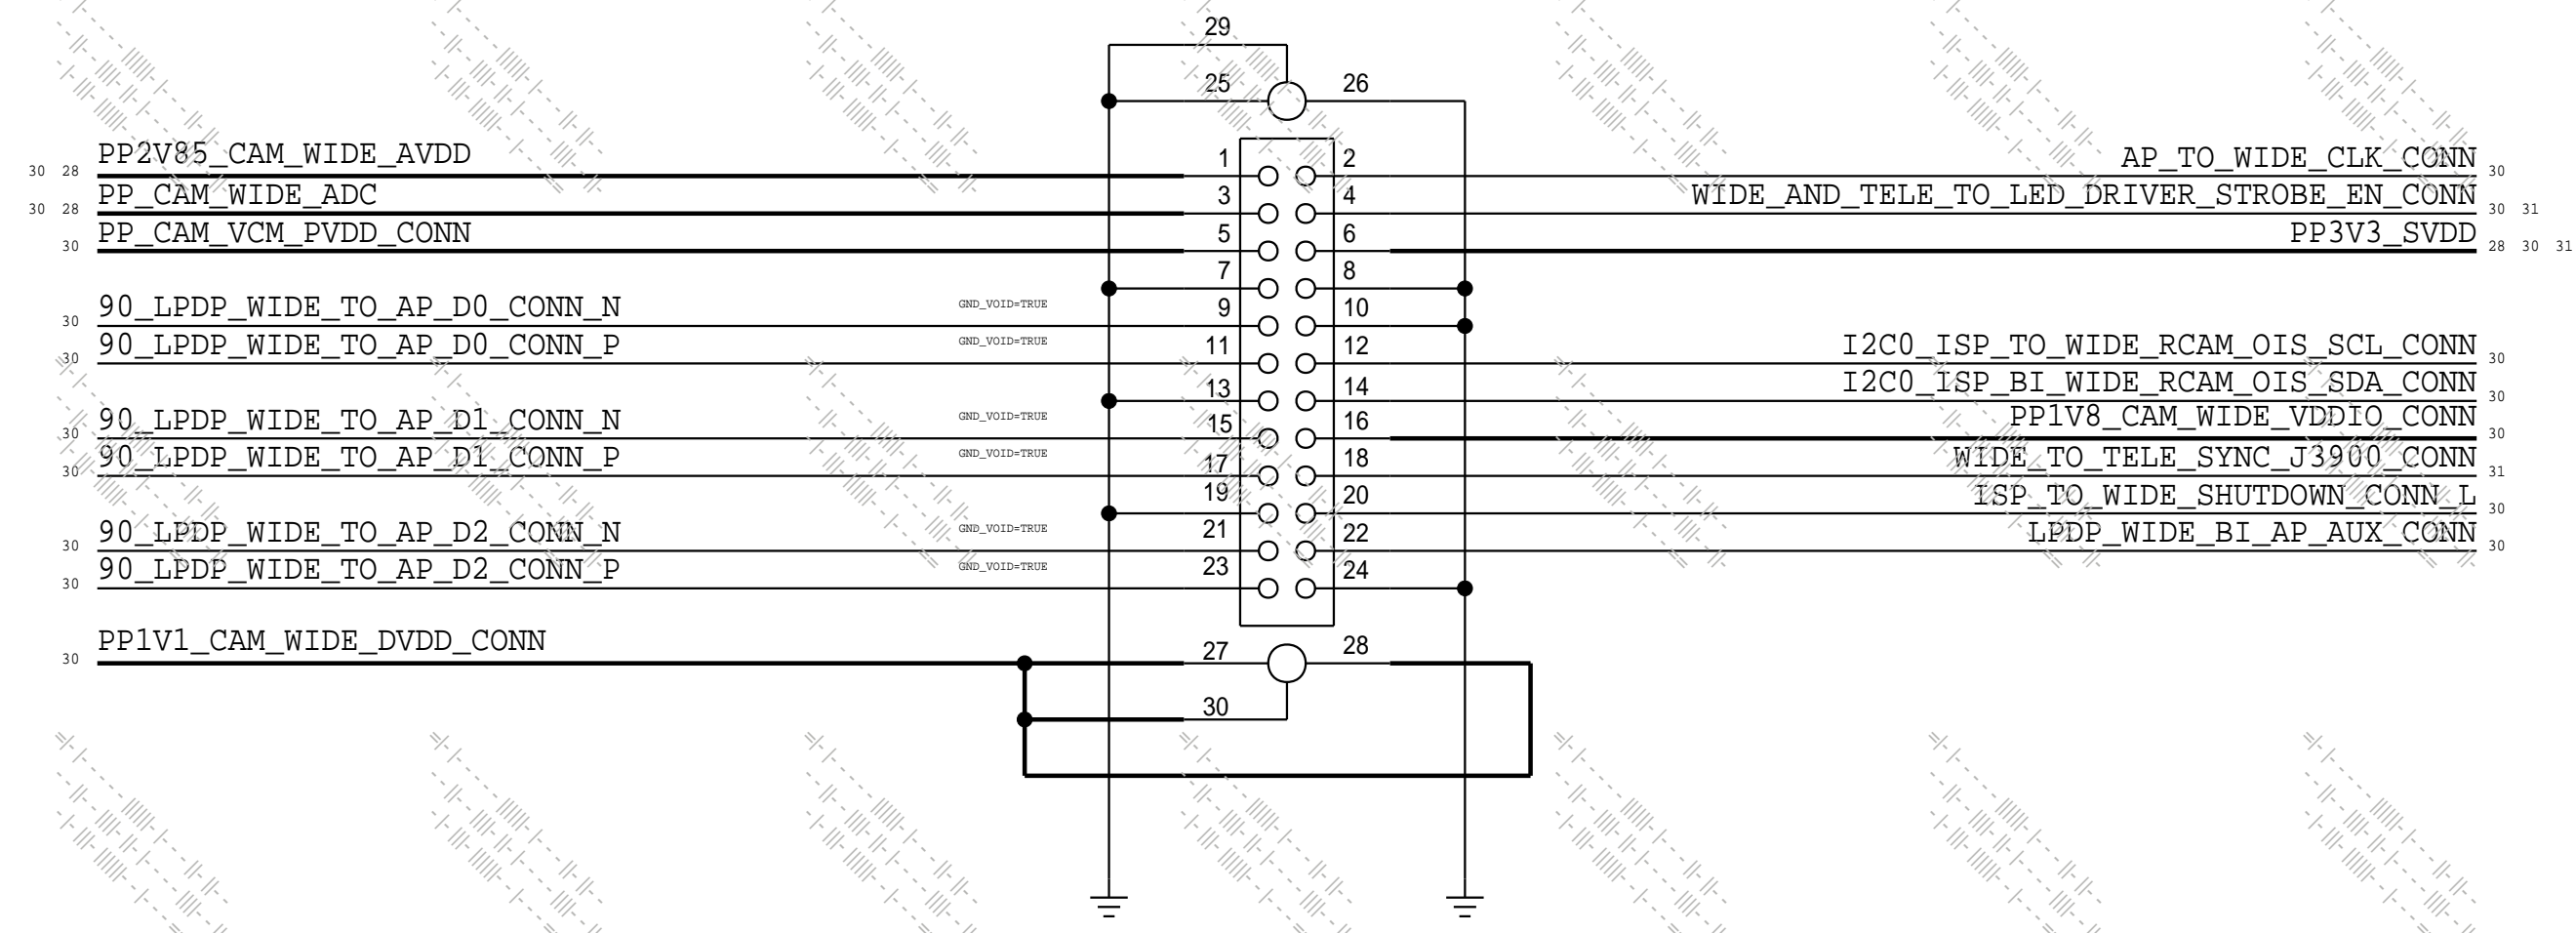 29
25 26
PP2V85_CAM_WIDE_AVDD 1 2 AP_TO_WIDE_CLK_CONN
30 28 30
PP_CAM_WIDE_ADC 3 4 WIDE_AND_TELE_TO_LED_DRIVER_STROBE_EN_CONN
30 28 30 31
PP_CAM_VCM_PVDD_CONN 5 6 PP3V3_SVDD
30 28 30 31
7 8
90_LPDP_WIDE_TO_AP_D0_CONN_N GND_VOID=TRUE 9 10
30
90_LPDP_WIDE_TO_AP_D0_CONN_P GND_VOID=TRUE 11 12 I2C0_ISP_TO_WIDE_RCAM_OIS_SCL_CONN
30 30
13 14 I2C0_ISP_BI_WIDE_RCAM_OIS_SDA_CONN
30
90_LPDP_WIDE_TO_AP_D1_CONN_N GND_VOID=TRUE 15 16 PP1V8_CAM_WIDE_VDDIO_CONN
30 30
90_LPDP_WIDE_TO_AP_D1_CONN_P GND_VOID=TRUE 17 18 WIDE_TO_TELE_SYNC_J3900_CONN
30 31
19 20 ISP_TO_WIDE_SHUTDOWN_CONN_L
30
90_LPDP_WIDE_TO_AP_D2_CONN_N GND_VOID=TRUE 21 22 LPDP_WIDE_BI_AP_AUX_CONN
30 30
90_LPDP_WIDE_TO_AP_D2_CONN_P GND_VOID=TRUE 23 24
30
PP1V1_CAM_WIDE_DVDD_CONN 27 28
30
30